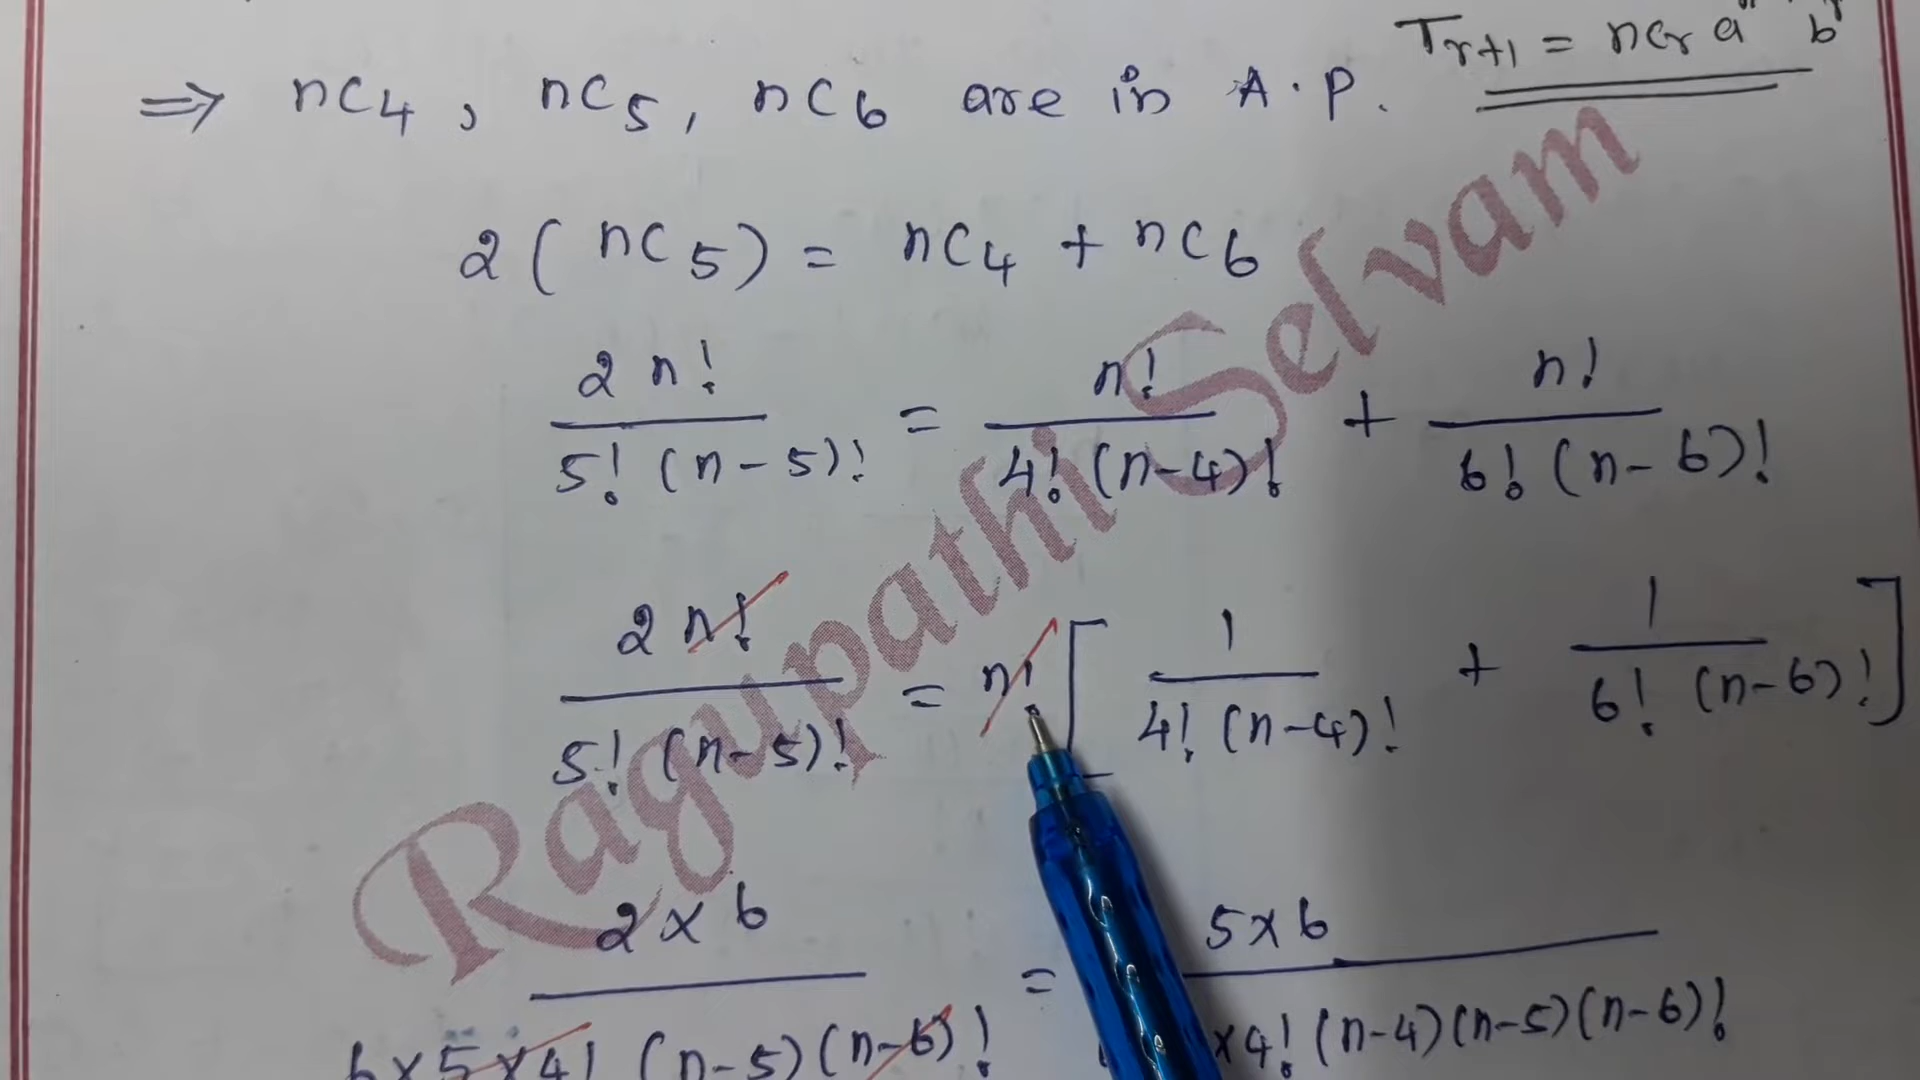 T_{r+1} = nCr a^n b^r
⇒ nC4, nC5, nC6 are in A.P.
2(nC5) = nC4 + nC6
2 n! / 5! (n-5)! = n! / 4! (n-4)! + n! / 6! (n-6)!
2 n! / 5! (n-5)! = n! [ 1 / 4! (n-4)! + 1 / 6! (n-6)! ]
2 × 6 / 6×5×4! (n-5)(n-6)! = 5×6 / ×4! (n-4)(n-5)(n-6)!
Ragupathi Selvam